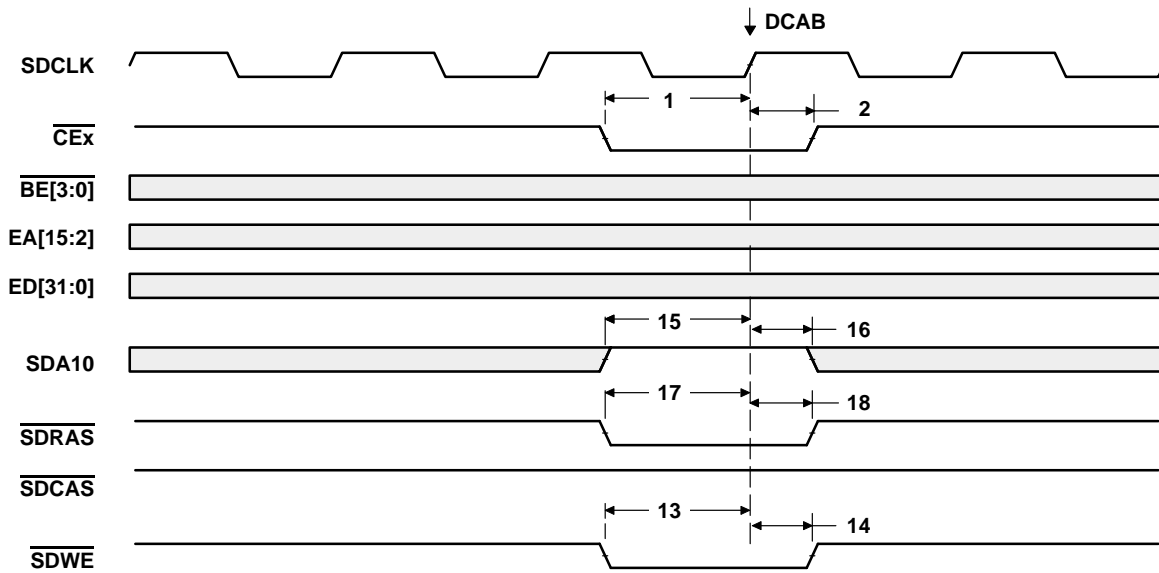 DCAB
SDCLK
1 2
CEx
BE[3:0]
EA[15:2]
ED[31:0]
15 16
SDA10
17 18
SDRAS
SDCAS
13 14
SDWE